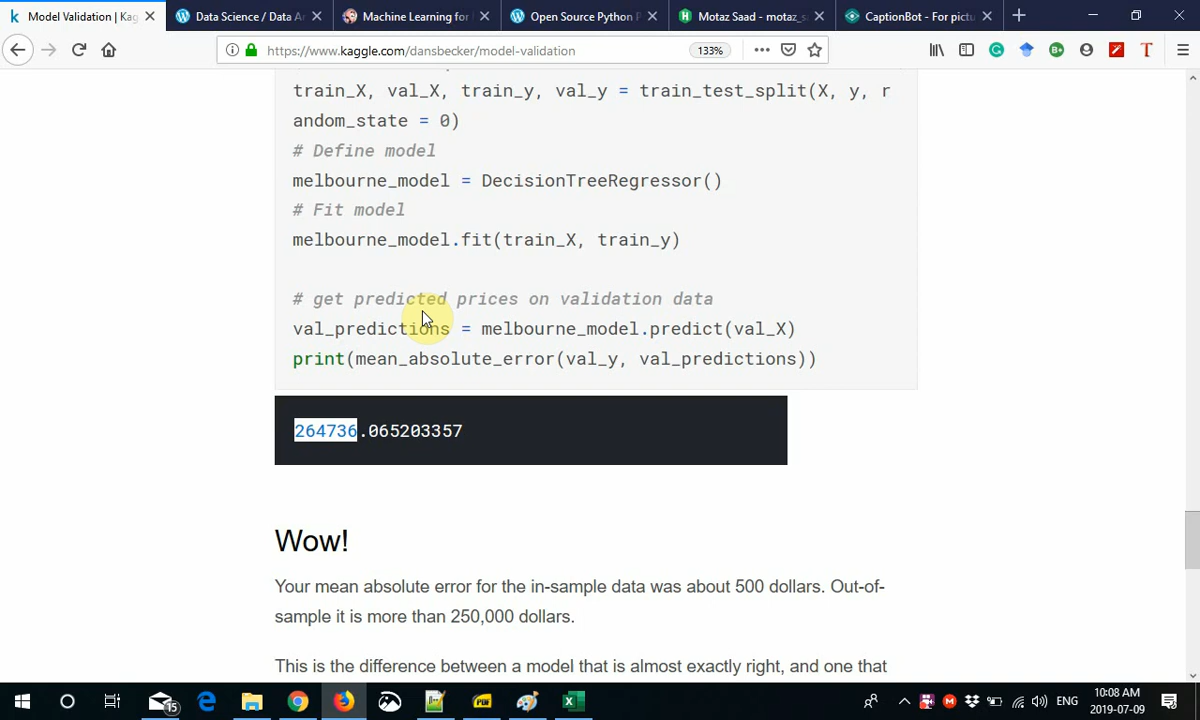 Model Validation | Kag
Data Science / Data A
Machine Learning for
Open Source Python P
Motaz Saad - motaz_s
CaptionBot - For pictu
https://www.kaggle.com/dansbecker/model-validation
133%
train_X, val_X, train_y, val_y = train_test_split(X, y, r
andom_state = 0)
# Define model
melbourne_model = DecisionTreeRegressor()
# Fit model
melbourne_model.fit(train_X, train_y)
# get predicted prices on validation data
val_predictions = melbourne_model.predict(val_X)
print(mean_absolute_error(val_y, val_predictions))
264736.065203357
Wow!
Your mean absolute error for the in-sample data was about 500 dollars. Out-of-
sample it is more than 250,000 dollars.
This is the difference between a model that is almost exactly right, and one that
15
PDF
ENG
10:08 AM
2019-07-09